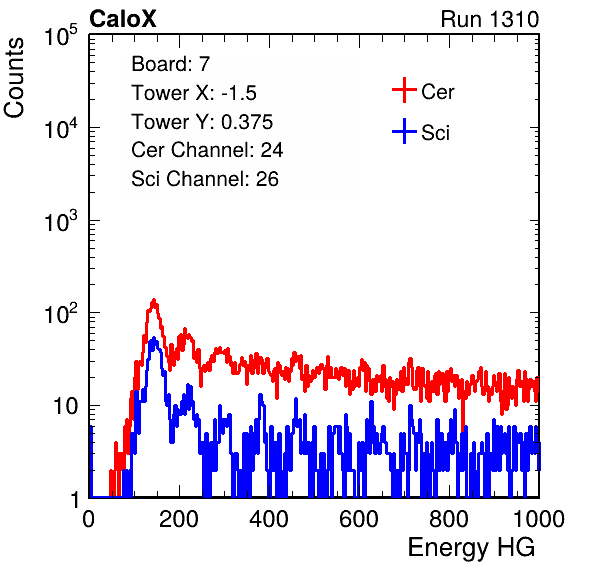 CaloX Run 1310
Counts
10^5
10^4
10^3
10^2
10
1
Board: 7
Tower X: -1.5
Tower Y: 0.375
Cer Channel: 24
Sci Channel: 26
Cer
Sci
0 200 400 600 800 1000
Energy HG